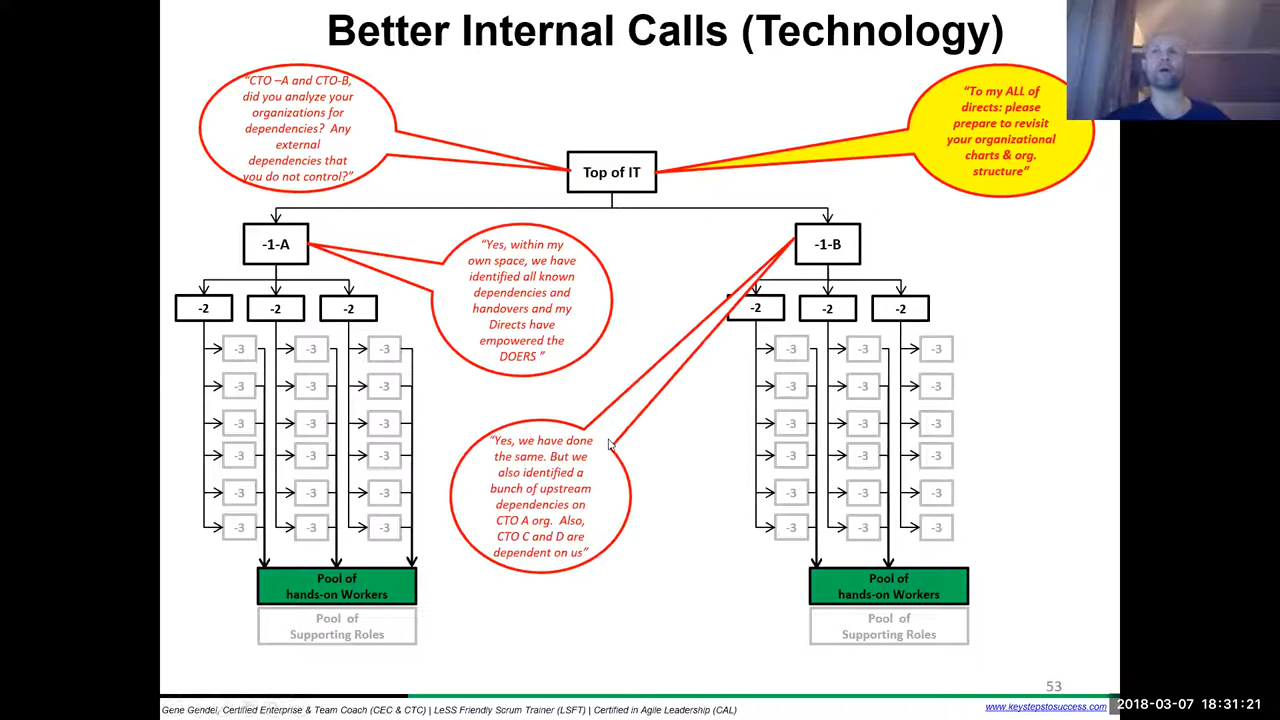 Better Internal Calls (Technology)
"CTO –A and CTO-B,
did you analyze your
organizations for
dependencies?  Any
external
dependencies that
you do not control?"
"To my ALL of
directs: please
prepare to revisit
your organizational
charts & org.
structure"
Top of IT
-1-A
"Yes, within my
own space, we have
identified all known
dependencies and
handovers and my
Directs have
empowered the
DOERS "
-1-B
-2 -2 -2
-2 -2 -2
-3 -3 -3
-3 -3 -3
-3 -3 -3
-3 -3 -3
-3 -3 -3
-3 -3 -3
-3 -3 -3
-3 -3 -3
-3 -3 -3
-3 -3 -3
-3 -3 -3
-3 -3 -3
"Yes, we have done
the same. But we
also identified a
bunch of upstream
dependencies on
CTO A org.  Also,
CTO C and D are
dependent on us"
Pool of
hands-on Workers
Pool of
Supporting Roles
Pool of
hands-on Workers
Pool of
Supporting Roles
53
Gene Gendel, Certified Enterprise & Team Coach (CEC & CTC) | LeSS Friendly Scrum Trainer (LSFT) | Certified in Agile Leadership (CAL)
www.keystepstosuccess.com
2018-03-07 18:31:21